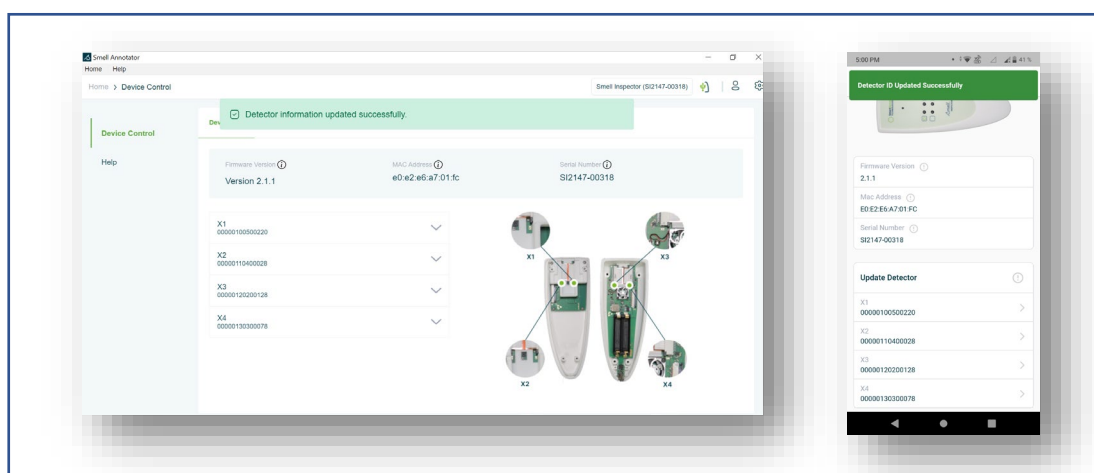 Smell Annotator
Home Help
Home > Device Control
Smell Inspector (SI2147-00318)
Detector information updated successfully.
Device Control
Help
Firmware Version
Version 2.1.1
MAC Address
e0:e2:e6:a7:01:fc
Serial Number
SI2147-00318
X1
00000100500220
X2
00000110400028
X3
00000120200128
X4
00000130300078
X1
X3
X2
X4
5:00 PM
41%
Detector ID Updated Successfully
Firmware Version
2.1.1
Mac Address
E0:E2:E6:A7:01:FC
Serial Number
SI2147-00318
Update Detector
X1
00000100500220
X2
00000110400028
X3
00000120200128
X4
00000130300078